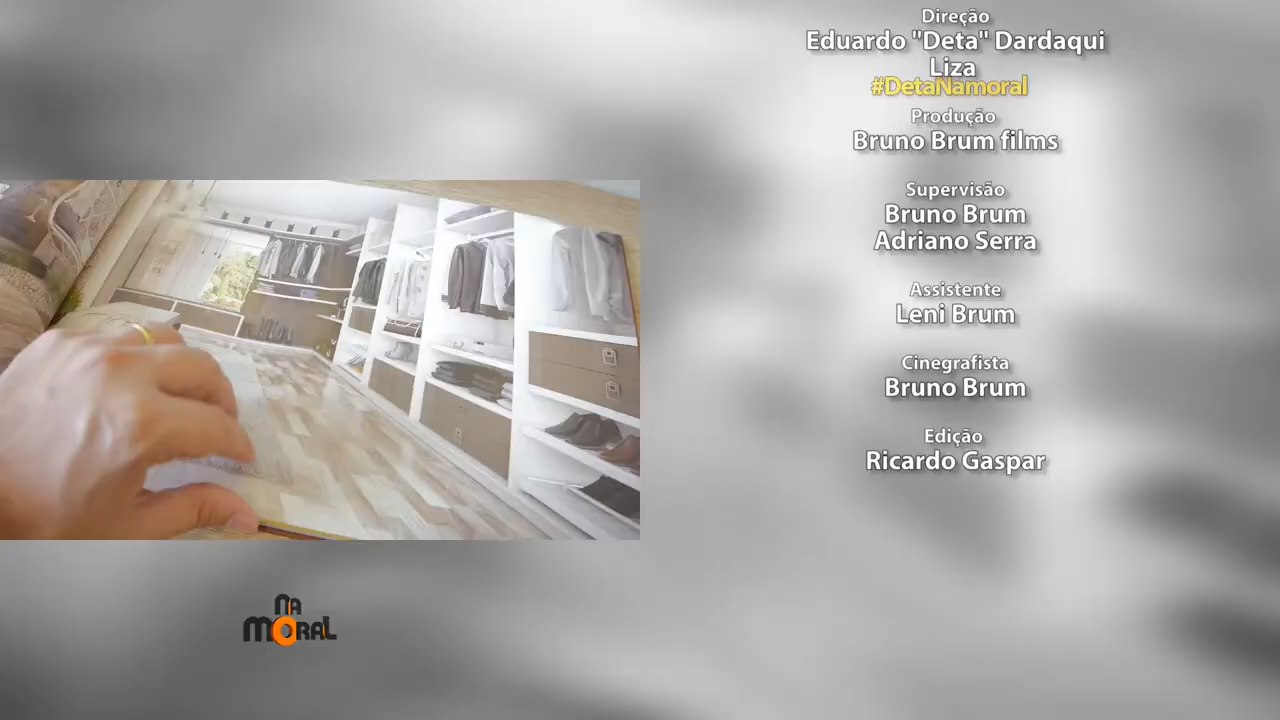 Direção
Eduardo "Deta" Dardaqui
Liza
#DetaNamoral
Produção
Bruno Brum films
Supervisão
Bruno Brum
Adriano Serra
Assistente
Leni Brum
Cinegrafista
Bruno Brum
Edição
Ricardo Gaspar
Na
MORAL